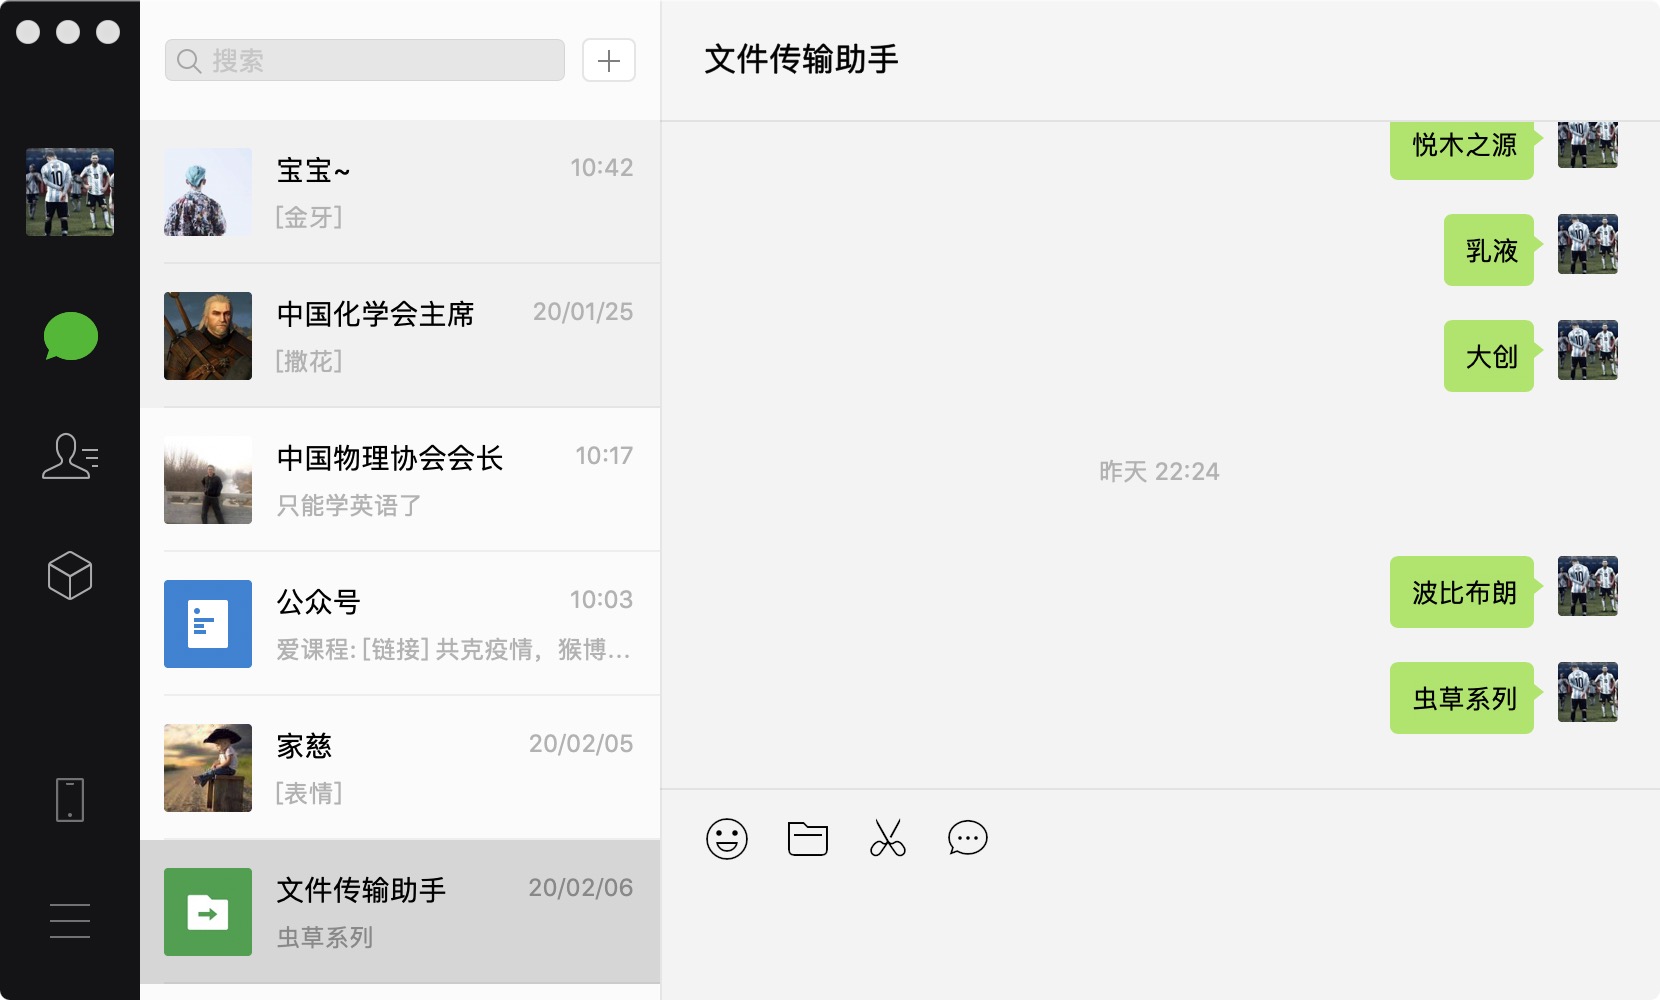 搜索
宝宝~
10:42
[金牙]
中国化学会主席
20/01/25
[撒花]
中国物理协会会长
10:17
只能学英语了
公众号
10:03
爱课程: [链接] 共克疫情，猴博...
家慈
20/02/05
[表情]
文件传输助手
20/02/06
虫草系列
文件传输助手
悦木之源
乳液
大创
昨天 22:24
波比布朗
虫草系列